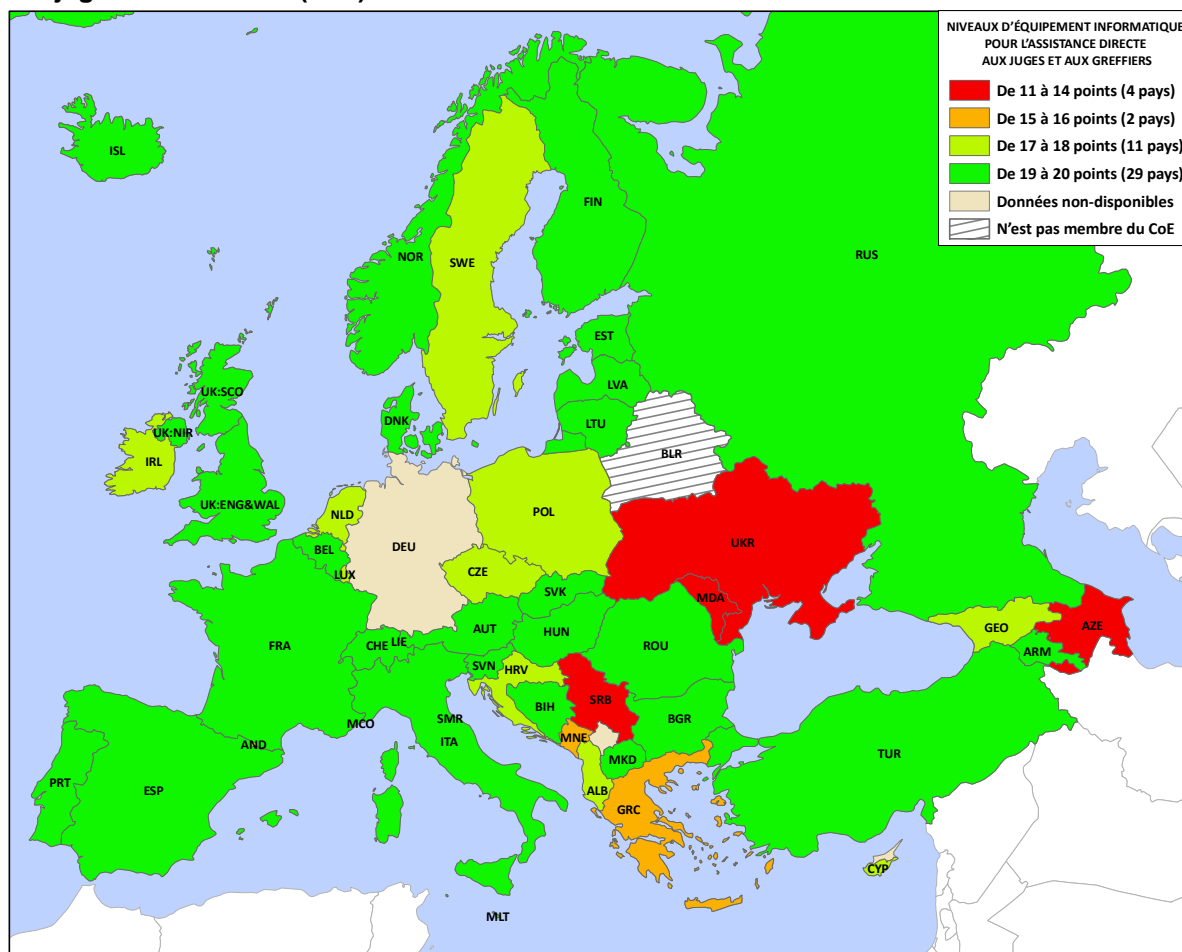 NIVEAUX D'ÉQUIPEMENT INFORMATIQUE
POUR L'ASSISTANCE DIRECTE
AUX JUGES ET AUX GREFFIERS
De 11 à 14 points (4 pays)
De 15 à 16 points (2 pays)
De 17 à 18 points (11 pays)
De 19 à 20 points (29 pays)
Données non-disponibles
N'est pas membre du CoE
ISL
FIN
NOR
SWE
RUS
EST
LVA
UK:SCO
DNK
LTU
UK:NIR
BLR
IRL
UK:ENG&WAL
NLD
POL
DEU
UKR
BEL
LUX
CZE
SVK
MDA
AUT
HUN
GEO
AZE
FRA
CHE
LIE
ROU
ARM
SVN
HRV
BIH
SRB
MCO
SMR
BGR
ITA
MNE
AND
MKD
TUR
PRT
ESP
ALB
GRC
CYP
MLT